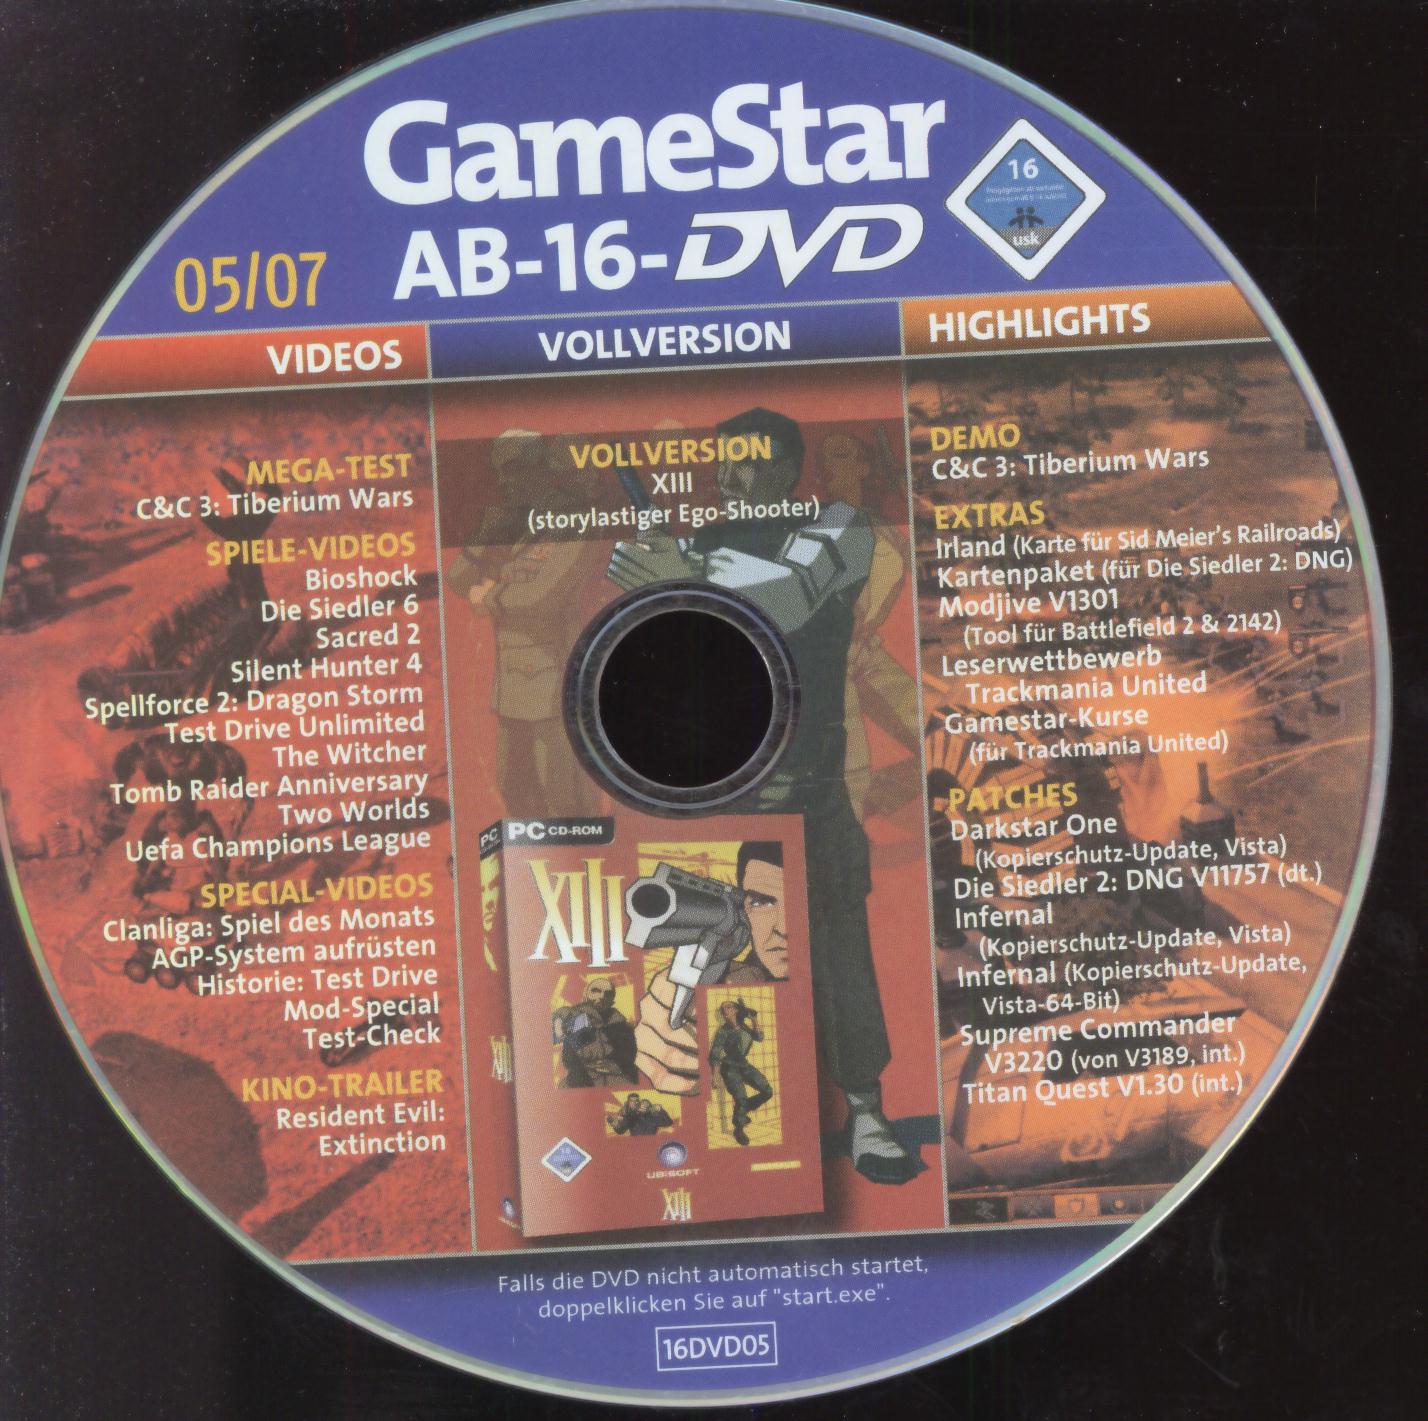 GameStar
AB-16-DVD
05/07
16
usk
VIDEOS
MEGA-TEST
C&C 3: Tiberium Wars
SPIELE-VIDEOS
Bioshock
Die Siedler 6
Sacred 2
Silent Hunter 4
Spellforce 2: Dragon Storm
Test Drive Unlimited
The Witcher
Tomb Raider Anniversary
Two Worlds
Uefa Champions League
SPECIAL-VIDEOS
Clanliga: Spiel des Monats
AGP-System aufrüsten
Historie: Test Drive
Mod-Special
Test-Check
KINO-TRAILER
Resident Evil:
Extinction
VOLLVERSION
VOLLVERSION
XIII
(storylastiger Ego-Shooter)
PC
PC CD-ROM
XIII
UBISOFT
XIII
HIGHLIGHTS
DEMO
C&C 3: Tiberium Wars
EXTRAS
Irland (Karte für Sid Meier's Railroads)
Kartenpaket (für Die Siedler 2: DNG)
Modjive V1301
(Tool für Battlefield 2 & 2142)
Leserwettbewerb
Trackmania United
Gamestar-Kurse
(für Trackmania United)
PATCHES
Darkstar One
(Kopierschutz-Update, Vista)
Die Siedler 2: DNG V11757 (dt.)
Infernal
(Kopierschutz-Update, Vista)
Infernal (Kopierschutz-Update,
Vista-64-Bit)
Supreme Commander
V3220 (von V3189, int.)
Titan Quest V1.30 (int.)
Falls die DVD nicht automatisch startet,
doppelklicken Sie auf "start.exe".
16DVD05